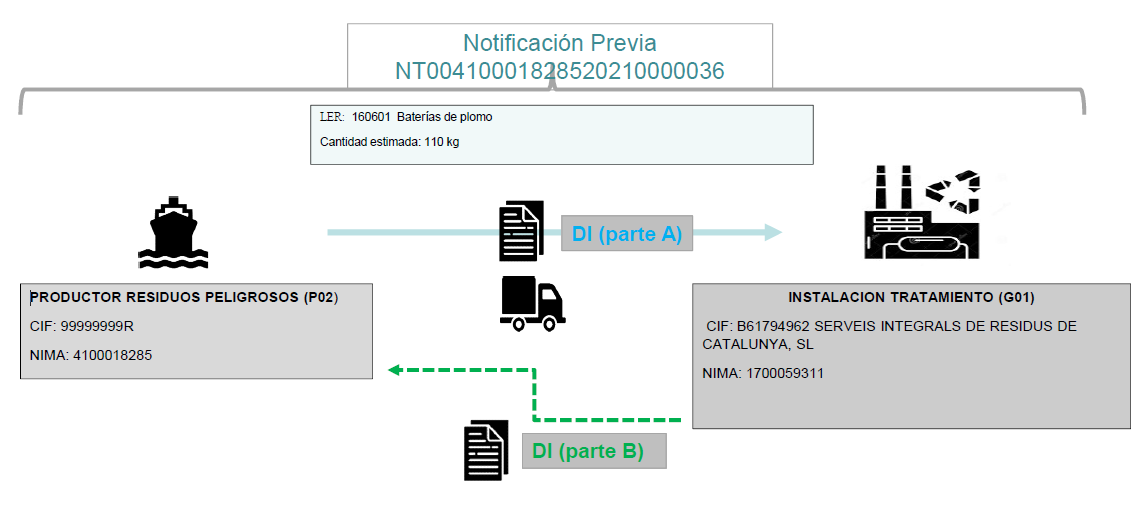 Notificación Previa
NT00410001828520210000036
LER: 160601 Baterías de plomo
Cantidad estimada: 110 kg
DI (parte A)
PRODUCTOR RESIDUOS PELIGROSOS (P02)
CIF: 99999999R
NIMA: 4100018285
INSTALACION TRATAMIENTO (G01)
CIF: B61794962 SERVEIS INTEGRALS DE RESIDUS DE
CATALUNYA, SL
NIMA: 1700059311
DI (parte B)